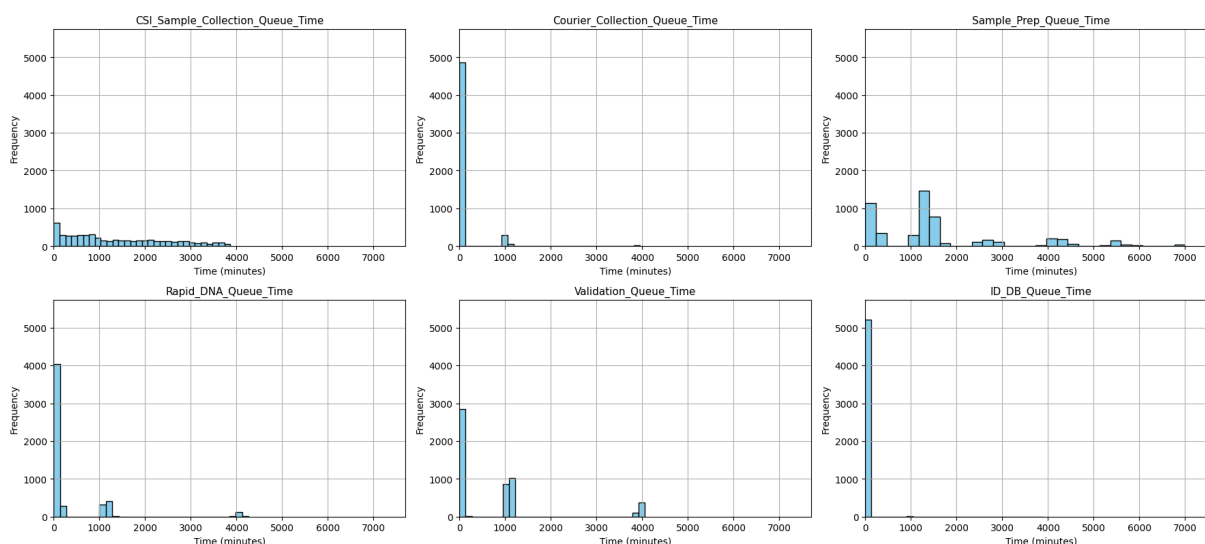 CSI_Sample_Collection_Queue_Time
Courier_Collection_Queue_Time
Sample_Prep_Queue_Time
5000
4000
3000
2000
1000
0
Frequency
0 1000 2000 3000 4000 5000 6000 7000
Time (minutes)
5000
4000
3000
2000
1000
0
Frequency
0 1000 2000 3000 4000 5000 6000 7000
Time (minutes)
5000
4000
3000
2000
1000
0
Frequency
0 1000 2000 3000 4000 5000 6000 7000
Time (minutes)
Rapid_DNA_Queue_Time
Validation_Queue_Time
ID_DB_Queue_Time
5000
4000
3000
2000
1000
0
Frequency
0 1000 2000 3000 4000 5000 6000 7000
Time (minutes)
5000
4000
3000
2000
1000
0
Frequency
0 1000 2000 3000 4000 5000 6000 7000
Time (minutes)
5000
4000
3000
2000
1000
0
Frequency
0 1000 2000 3000 4000 5000 6000 7000
Time (minutes)